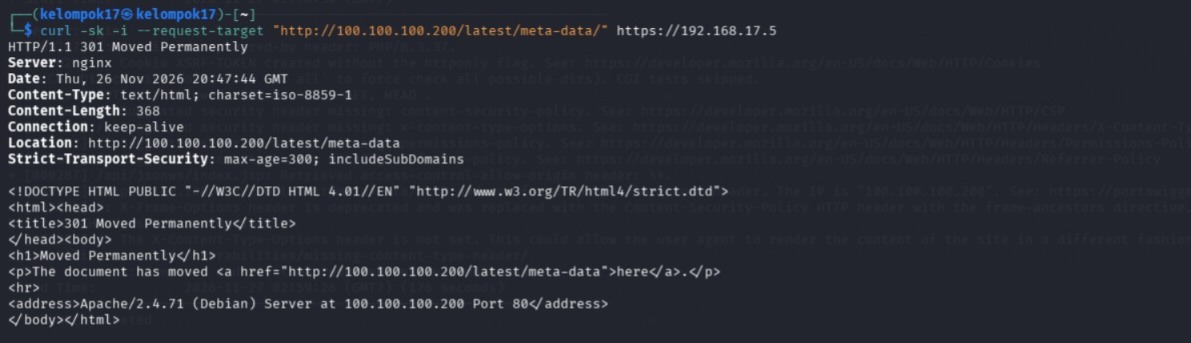 ┌──(kelompok17㉿kelompok17)-[~]
└─$ curl -sk -i --request-target "http://100.100.100.200/latest/meta-data/" https://192.168.17.5
HTTP/1.1 301 Moved Permanently
Server: nginx
Date: Thu, 26 Nov 2026 20:47:44 GMT
Content-Type: text/html; charset=iso-8859-1
Content-Length: 368
Connection: keep-alive
Location: http://100.100.100.200/latest/meta-data
Strict-Transport-Security: max-age=300; includeSubDomains
<!DOCTYPE HTML PUBLIC "-//W3C//DTD HTML 4.01//EN" "http://www.w3.org/TR/html4/strict.dtd">
<html><head>
<title>301 Moved Permanently</title>
</head><body>
<h1>Moved Permanently</h1>
<p>The document has moved <a href="http://100.100.100.200/latest/meta-data">here</a>.</p>
<hr>
<address>Apache/2.4.71 (Debian) Server at 100.100.100.200 Port 80</address>
</body></html>